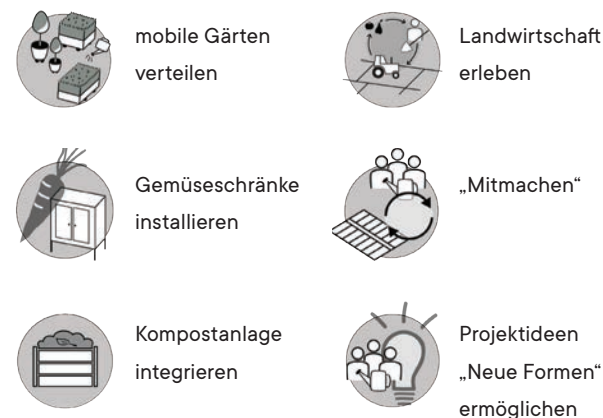 mobile Gärten
verteilen
Landwirtschaft
erleben
Gemüseschränke
installieren
„Mitmachen“
Kompostanlage
integrieren
Projektideen
„Neue Formen“
ermöglichen